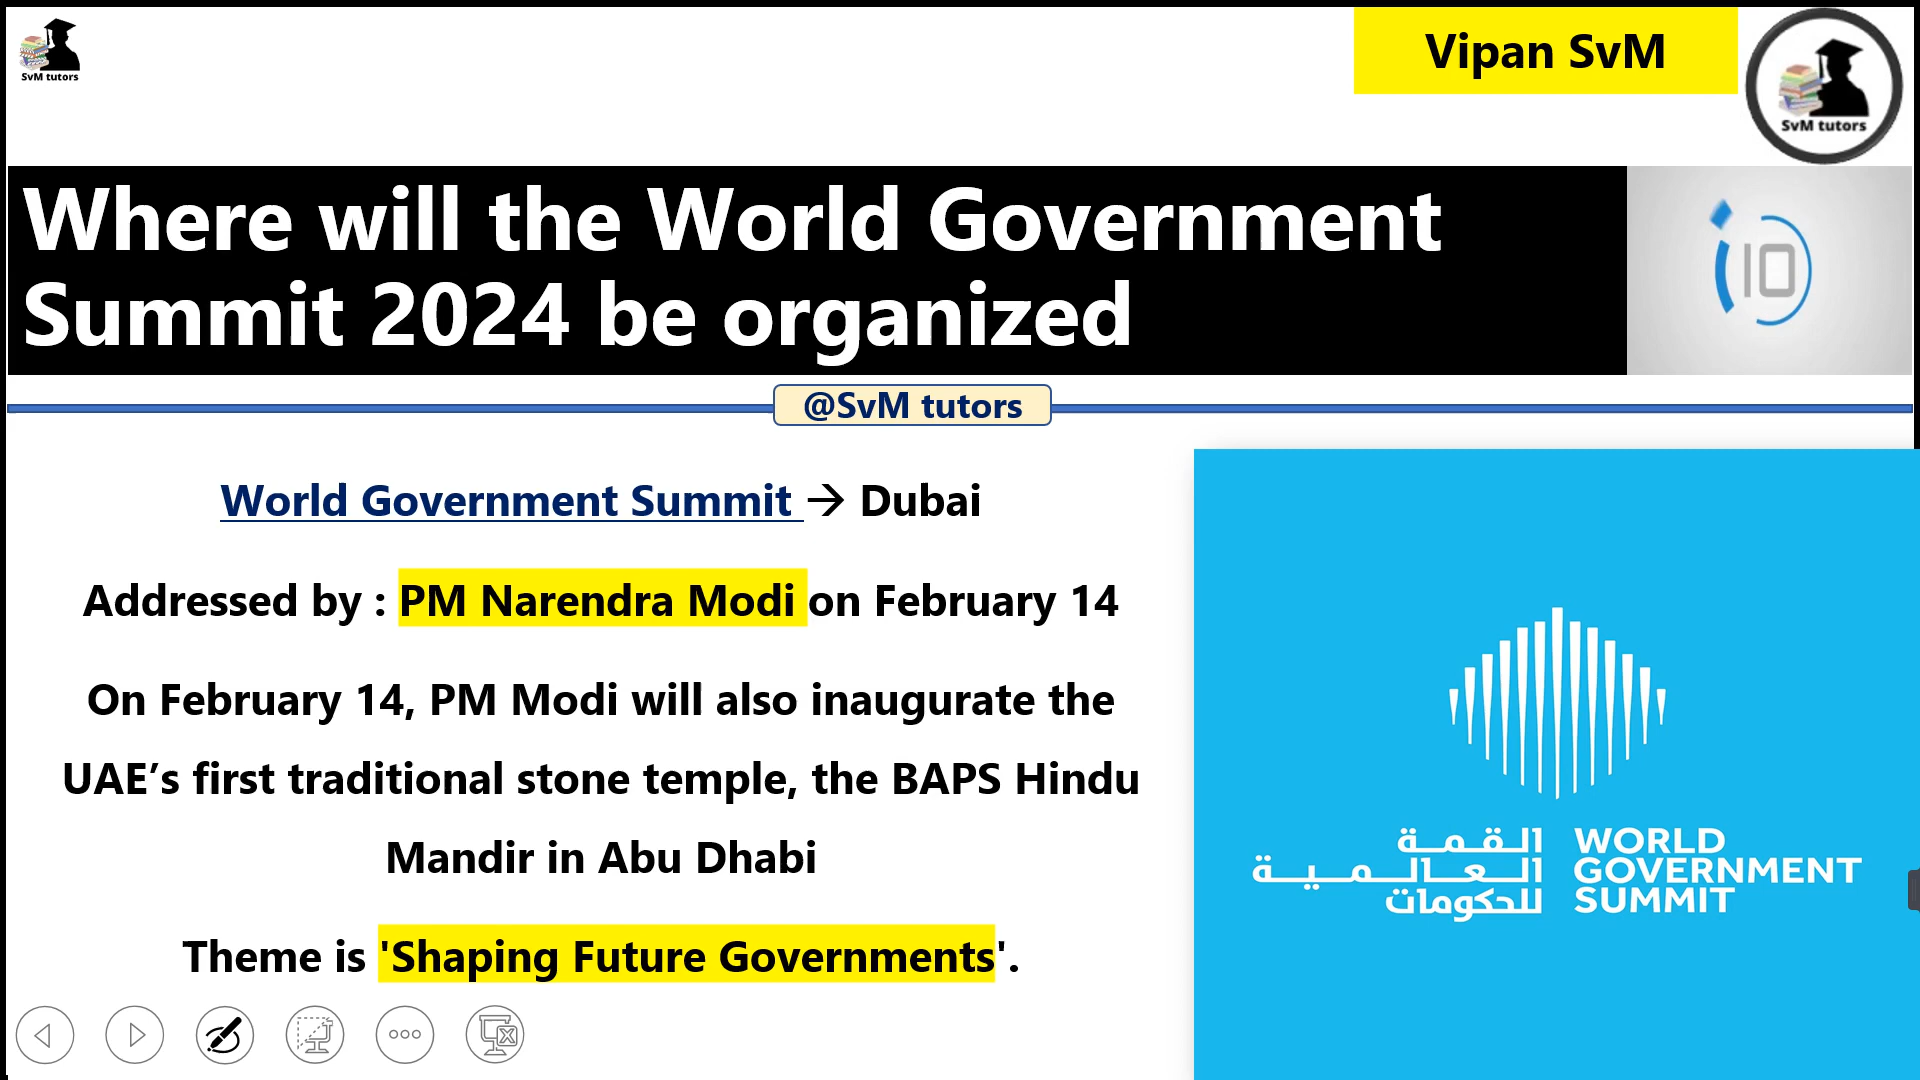 SvM tutors
Vipan SvM
SvM tutors
Where will the World Government
Summit 2024 be organized
10
@SvM tutors
World Government Summit → Dubai
Addressed by : PM Narendra Modi on February 14
On February 14, PM Modi will also inaugurate the
UAE’s first traditional stone temple, the BAPS Hindu
Mandir in Abu Dhabi
Theme is 'Shaping Future Governments'.
القمة
العالمية
للحكومات
WORLD
GOVERNMENT
SUMMIT